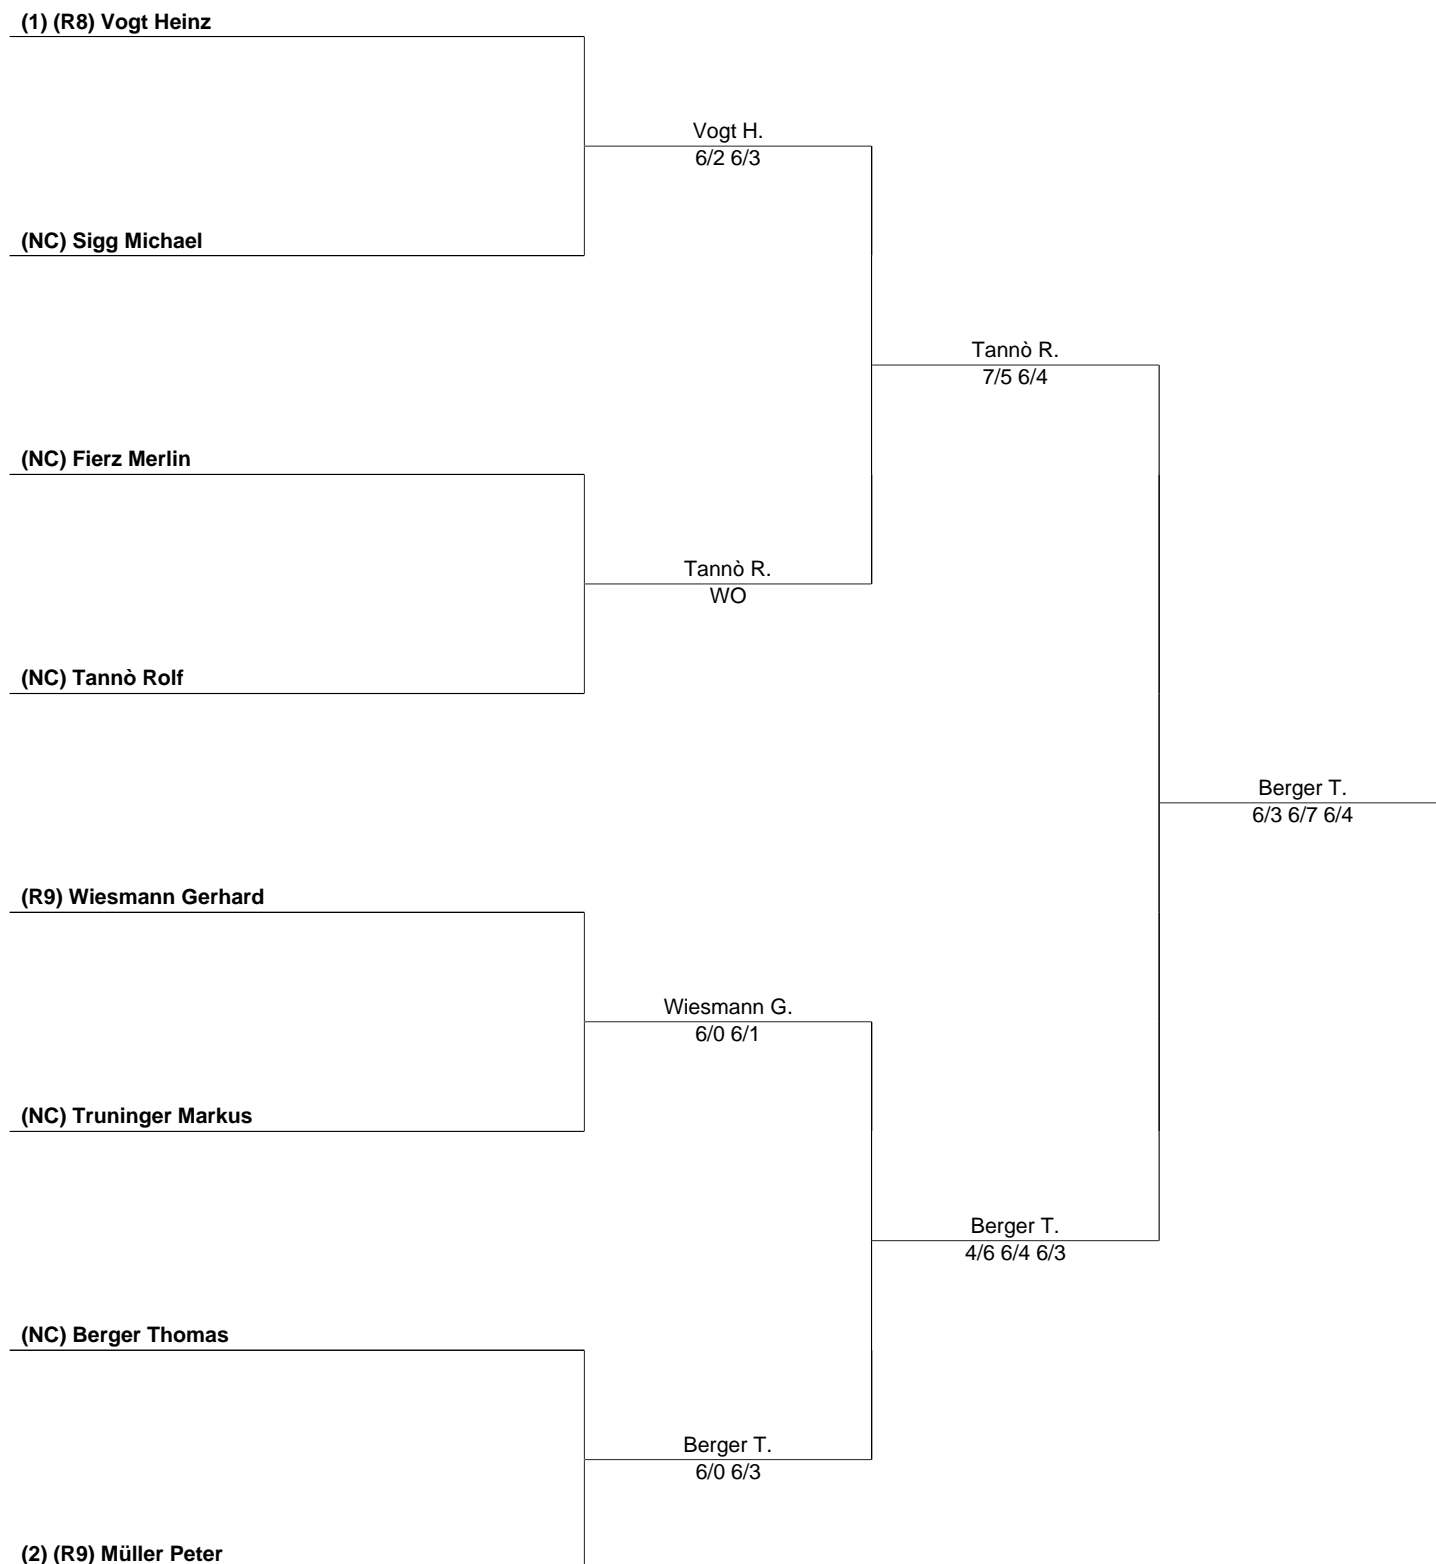 (1) (R8) Vogt Heinz
Vogt H.
6/2 6/3
(NC) Sigg Michael
Tannò R.
7/5 6/4
(NC) Fierz Merlin
Tannò R.
WO
(NC) Tannò Rolf
Berger T.
6/3 6/7 6/4
(R9) Wiesmann Gerhard
Wiesmann G.
6/0 6/1
(NC) Truninger Markus
Berger T.
4/6 6/4 6/3
(NC) Berger Thomas
Berger T.
6/0 6/3
(2) (R9) Müller Peter